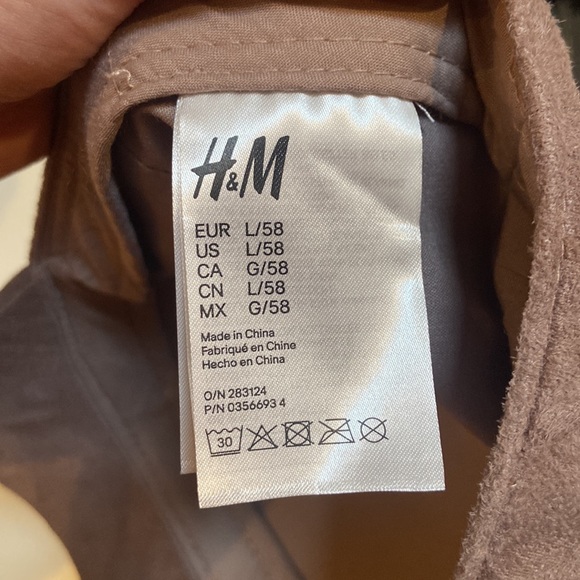 H&M
EUR L/58
US L/58
CA G/58
CN L/58
MX G/58
Made in China
Fabriqué en Chine
Hecho en China
O/N 283124
P/N 0356693 4
30